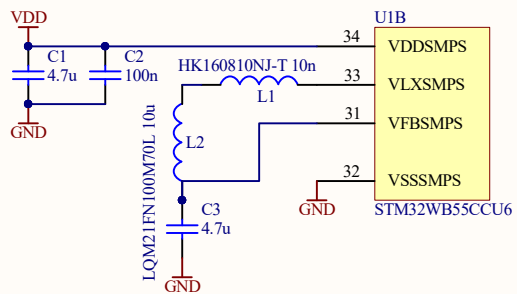 VDD
U1B
C1
4.7u
C2
100n
GND
34
VDDSMPS
HK160810NJ-T 10n
L1
33
VLXSMPS
31
VFBSMPS
LQM21FN100M70L 10u
L2
32
VSSSMPS
GND
STM32WB55CCU6
C3
4.7u
GND